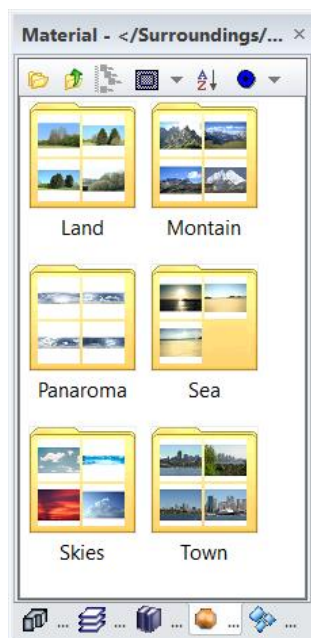 Material - </Surroundings/... ×
A Z
Land Montain
Panaroma Sea
Skies Town
... ... ... ... ...